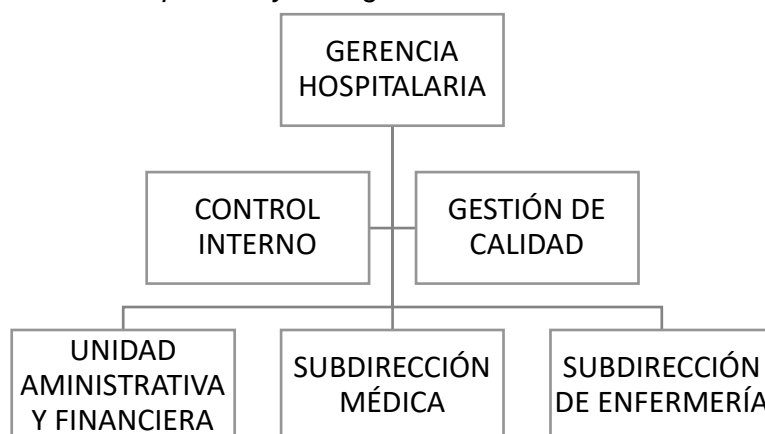 GERENCIA
HOSPITALARIA
CONTROL
INTERNO
GESTIÓN DE
CALIDAD
UNIDAD
AMINISTRATIVA
Y FINANCIERA
SUBDIRECCIÓN
MÉDICA
SUBDIRECCIÓN
DE ENFERMERÍA